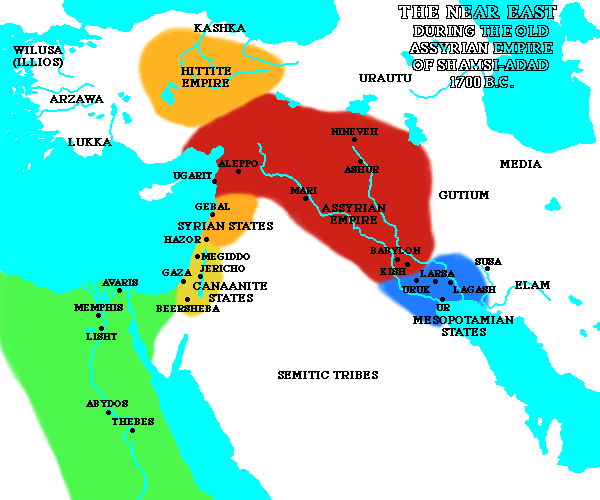 THE NEAR EAST
DURING THE OLD
ASSYRIAN EMPIRE
OF SHAMSI-ADAD
1700 B.C.
KASHKA
WILUSA
(ILLIOS)
HITTITE
EMPIRE
URAUTU
ARZAWA
LUKKA
NINEVEH
ALEPPO
ASHUR
MEDIA
UGARIT
MARI
GUTIUM
GEBAL
ASSYRIAN
EMPIRE
SYRIAN STATES
HAZOR
BABYLON
MEGIDDO
SUSA
GAZA
JERICHO
KISH
LARSA
AVARIS
CANAANITE
STATES
URUK
LAGASH
ELAM
MEMPHIS
BEERSHEBA
UR
LISHT
MESOPOTAMIAN
STATES
SEMITIC TRIBES
ABYDOS
THEBES